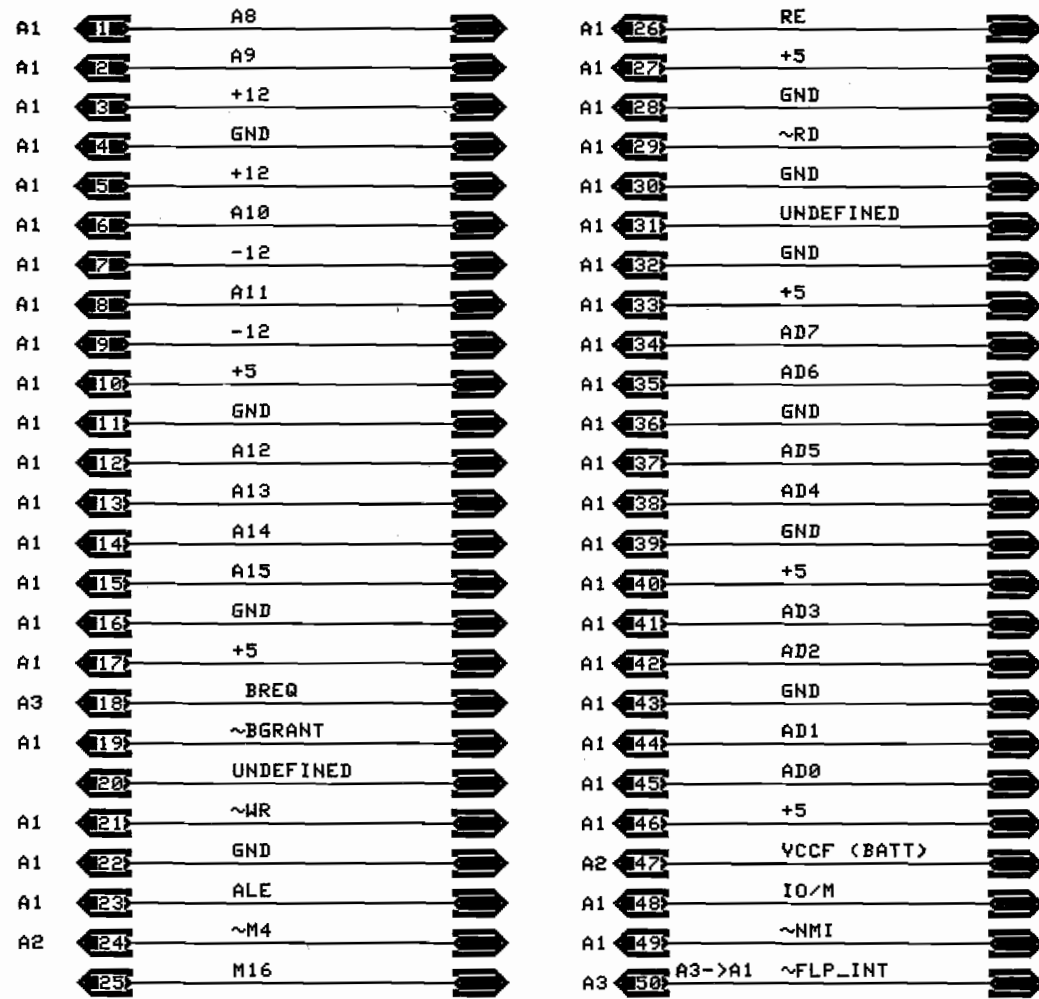 A1 1 A8
A1 2 A9
A1 3 +12
A1 4 GND
A1 5 +12
A1 6 A10
A1 7 -12
A1 8 A11
A1 9 -12
A1 10 +5
A1 11 GND
A1 12 A12
A1 13 A13
A1 14 A14
A1 15 A15
A1 16 GND
A1 17 +5
A3 18 BREQ
A1 19 ~BGRANT
20 UNDEFINED
A1 21 ~WR
A1 22 GND
A1 23 ALE
A2 24 ~M4
25 M16
A1 26 RE
A1 27 +5
A1 28 GND
A1 29 ~RD
A1 30 GND
A1 31 UNDEFINED
A1 32 GND
A1 33 +5
A1 34 AD7
A1 35 AD6
A1 36 GND
A1 37 AD5
A1 38 AD4
A1 39 GND
A1 40 +5
A1 41 AD3
A1 42 AD2
A1 43 GND
A1 44 AD1
A1 45 AD0
A1 46 +5
A2 47 VCCF (BATT)
A1 48 IO/M
A1 49 ~NMI
A3 50 A3->A1 ~FLP_INT